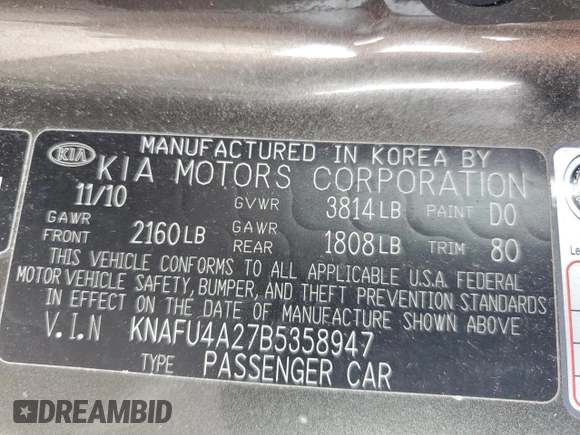 MANUFACTURED IN KOREA BY
KIA KIA MOTORS CORPORATION
11/10 GVWR 3814LB PAINT D0
GAWR FRONT 2160LB GAWR REAR 1808LB TRIM 80
THIS VEHICLE CONFORMS TO ALL APPLICABLE U.S.A. FEDERAL
MOTOR VEHICLE SAFETY, BUMPER, AND THEFT PREVENTION STANDARDS
IN EFFECT ON THE DATE OF MANUFACTURE SHOWN ABOVE
V.I.N KNAFU4A27B5358947
TYPE PASSENGER CAR
DREAMBID